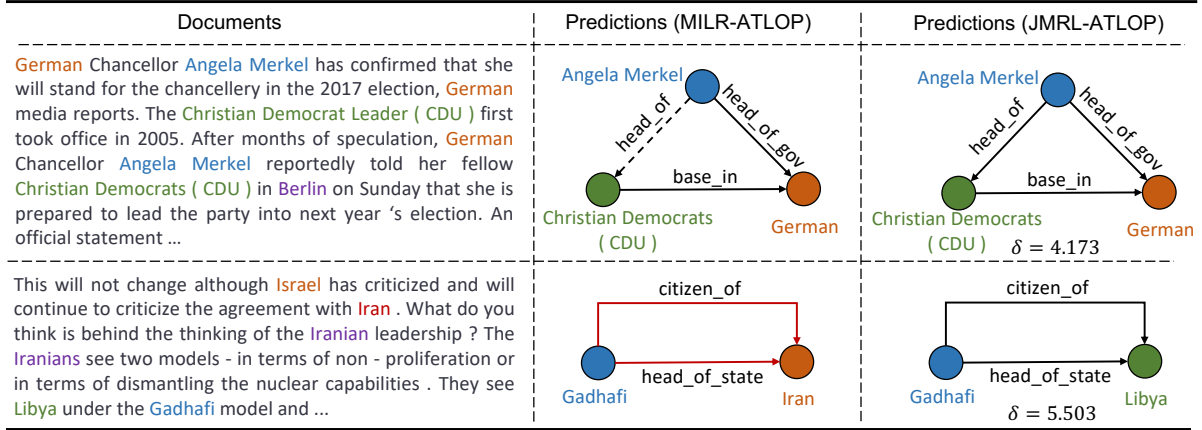 Documents
Predictions (MILR-ATLOP)
Predictions (JMRL-ATLOP)
German Chancellor Angela Merkel has confirmed that she
will stand for the chancellery in the 2017 election, German
media reports. The Christian Democrat Leader ( CDU ) first
took office in 2005. After months of speculation, German
Chancellor Angela Merkel reportedly told her fellow
Christian Democrats ( CDU ) in Berlin on Sunday that she is
prepared to lead the party into next year 's election. An
official statement ...
Angela Merkel
head_of
head_of_gov
base_in
Christian Democrats
( CDU )
German
Angela Merkel
head_of
head_of_gov
base_in
Christian Democrats
( CDU )
German
δ = 4.173
This will not change although Israel has criticized and will
continue to criticize the agreement with Iran . What do you
think is behind the thinking of the Iranian leadership ? The
Iranians see two models - in terms of non - proliferation or
in terms of dismantling the nuclear capabilities . They see
Libya under the Gadhafi model and ...
citizen_of
head_of_state
Gadhafi
Iran
citizen_of
head_of_state
Gadhafi
Libya
δ = 5.503